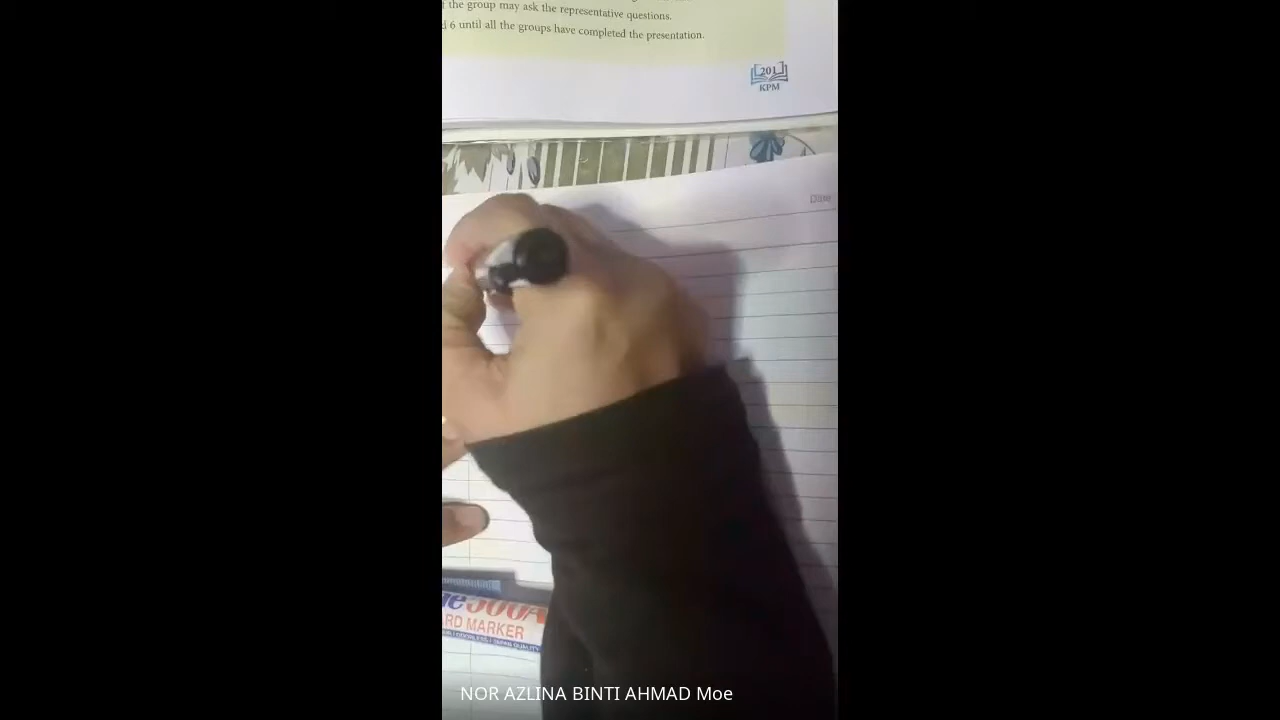 the group may ask the representative questions.
6 until all the groups have completed the presentation.
201
KPM
Date
500A
RD MARKER
NOR AZLINA BINTI AHMAD Moe